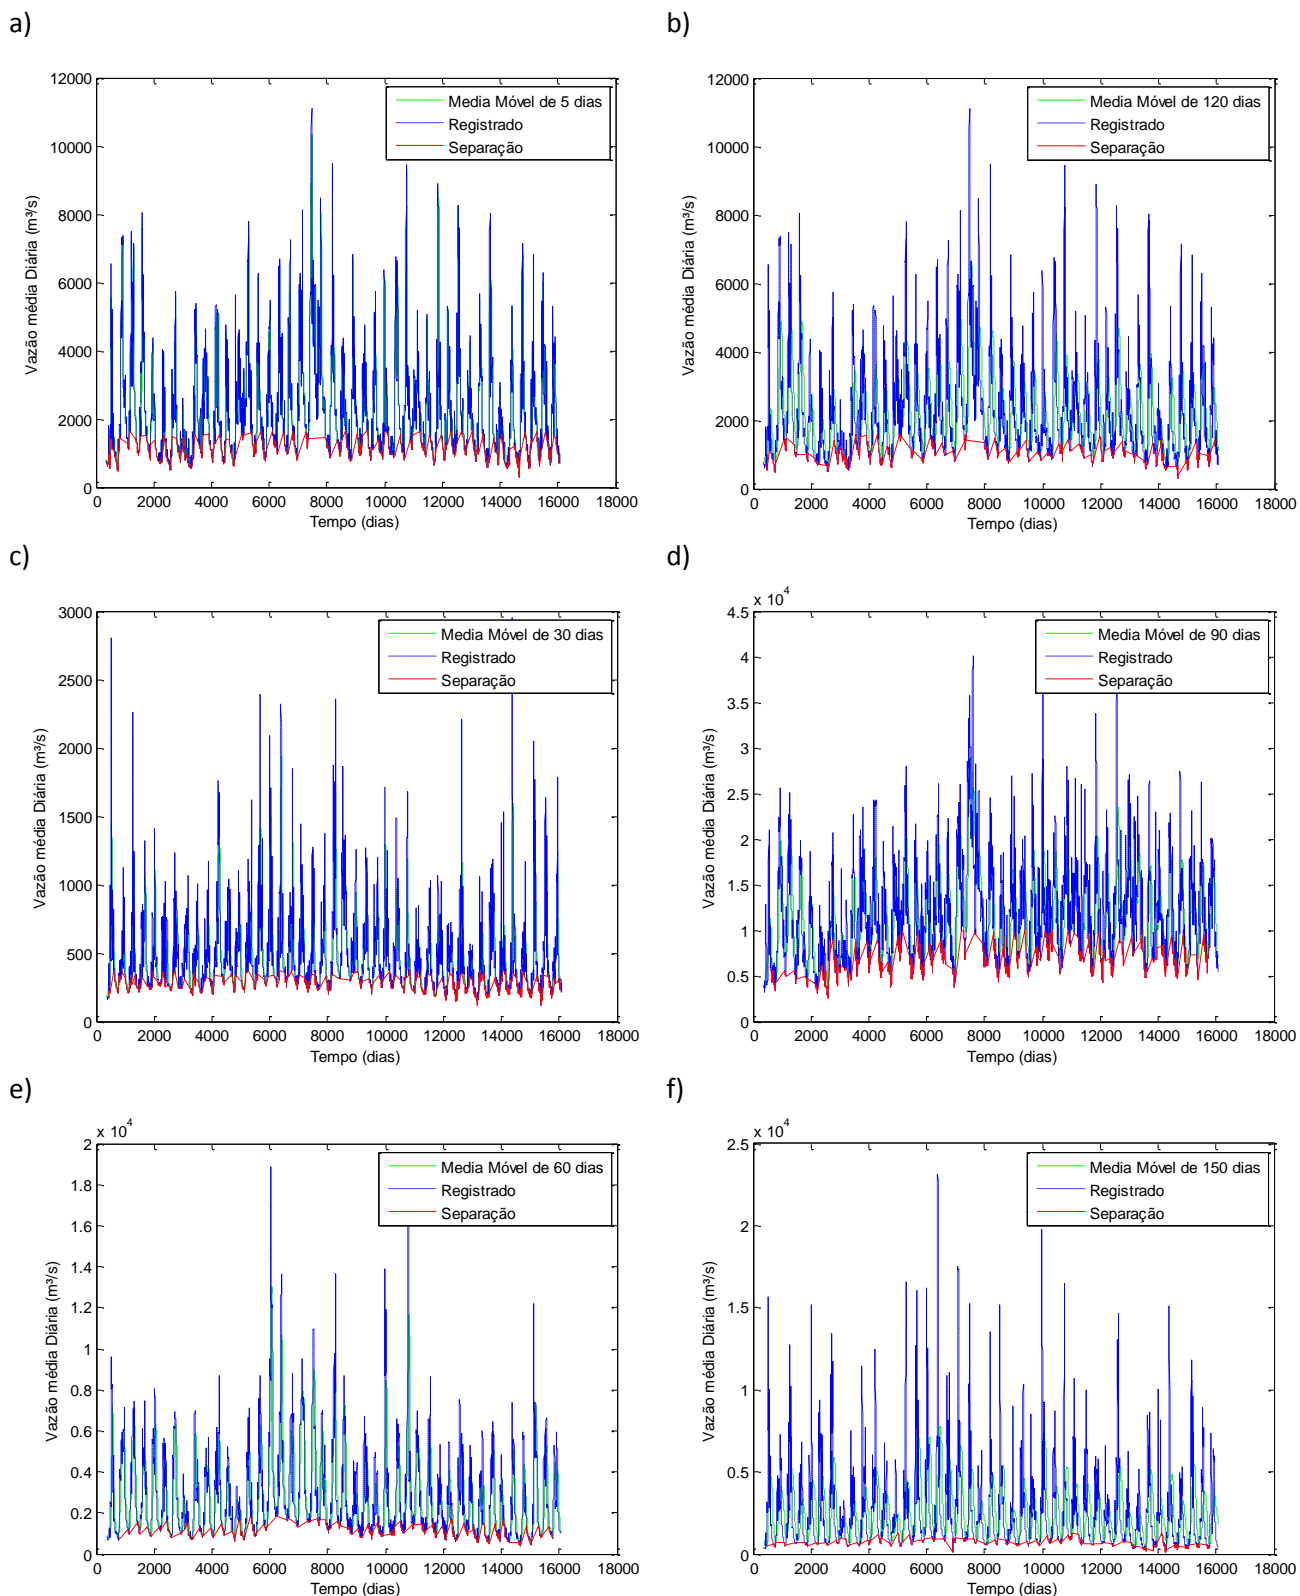 a)
12000
10000
8000
6000
4000
2000
0
0 2000 4000 6000 8000 10000 12000 14000 16000 18000
Vazão média Diária (m³/s)
Tempo (dias)
Media Móvel de 5 dias
Registrado
Separação
b)
12000
10000
8000
6000
4000
2000
0
0 2000 4000 6000 8000 10000 12000 14000 16000 18000
Vazão média Diária (m³/s)
Tempo (dias)
Media Móvel de 120 dias
Registrado
Separação
c)
3000
2500
2000
1500
1000
500
0
0 2000 4000 6000 8000 10000 12000 14000 16000 18000
Vazão média Diária (m³/s)
Tempo (dias)
Media Móvel de 30 dias
Registrado
Separação
d)
x 10⁴
4.5
4
3.5
3
2.5
2
1.5
1
0.5
0
0 2000 4000 6000 8000 10000 12000 14000 16000 18000
Vazão média Diária (m³/s)
Tempo (dias)
Media Móvel de 90 dias
Registrado
Separação
e)
x 10⁴
2
1.8
1.6
1.4
1.2
1
0.8
0.6
0.4
0.2
0
0 2000 4000 6000 8000 10000 12000 14000 16000 18000
Vazão média Diária (m³/s)
Tempo (dias)
Media Móvel de 60 dias
Registrado
Separação
f)
x 10⁴
2.5
2
1.5
1
0.5
0
0 2000 4000 6000 8000 10000 12000 14000 16000 18000
Vazão média Diária (m³/s)
Tempo (dias)
Media Móvel de 150 dias
Registrado
Separação